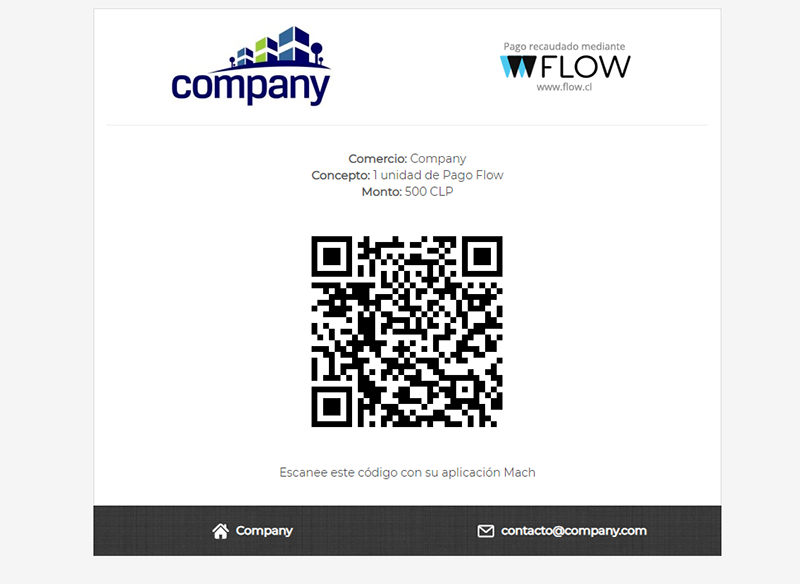 company
Pago recaudado mediante
FLOW
www.flow.cl
Comercio: Company
Concepto: 1 unidad de Pago Flow
Monto: 500 CLP
Escanee este código con su aplicación Mach
Company
contacto@company.com